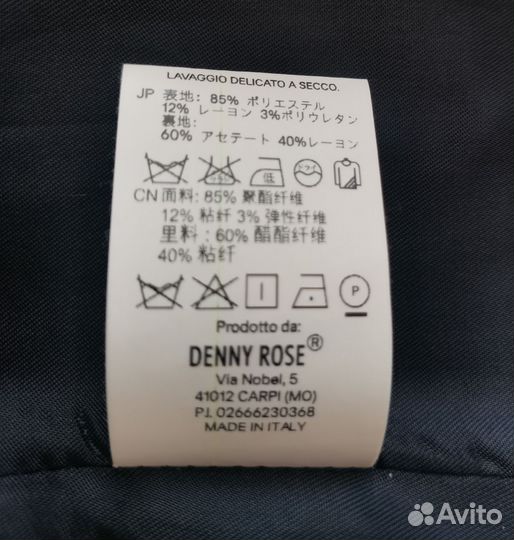 LAVAGGIO DELICATO A SECCO.
JP 表地: 85% ポリエステル
12% レーヨン 3%ポリウレタン
裏地:
60% アセテート 40%レーヨン
低 ドライ
CN 面料: 85% 聚酯纤维
12% 粘纤 3% 弹性纤维
里料: 60% 醋酯纤维
40% 粘纤
P
Prodotto da:
DENNY ROSE®
Via Nobel, 5
41012 CARPI (MO)
P.I. 02666230368
MADE IN ITALY
Avito